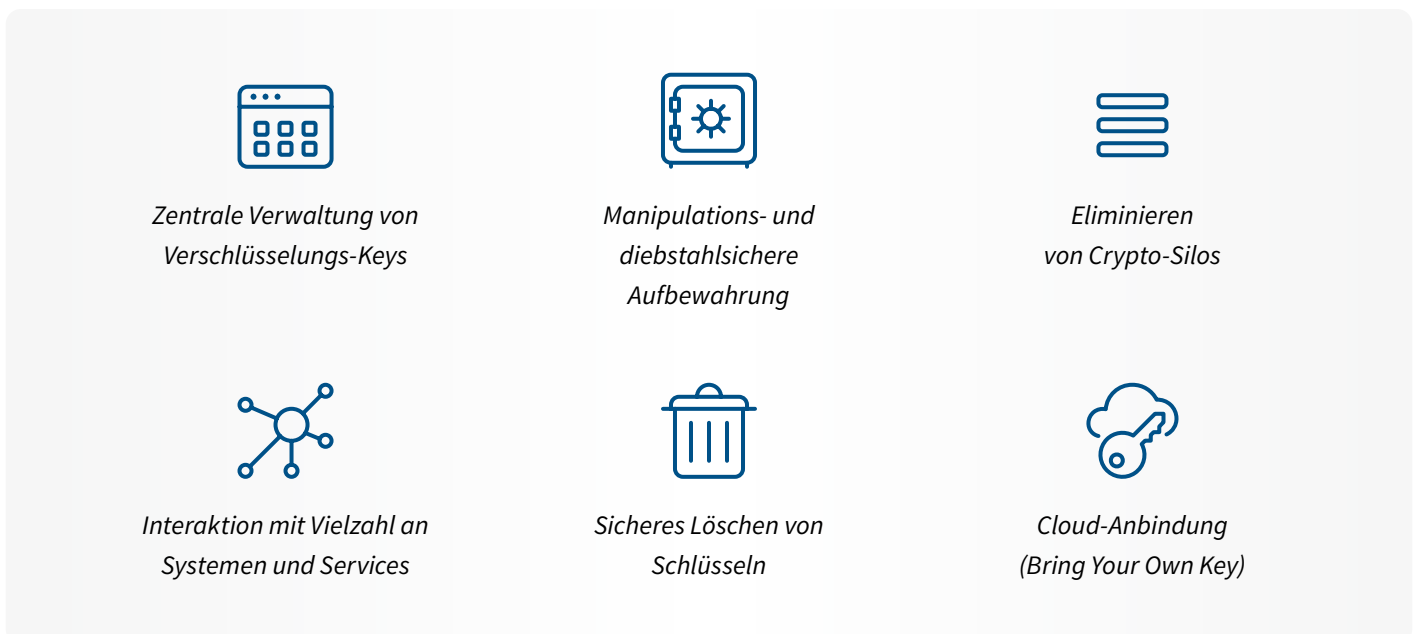 Zentrale Verwaltung von
Verschlüsselungs-Keys
Manipulations- und
diebstahlsichere
Aufbewahrung
Eliminieren
von Crypto-Silos
Interaktion mit Vielzahl an
Systemen und Services
Sicheres Löschen von
Schlüsseln
Cloud-Anbindung
(Bring Your Own Key)